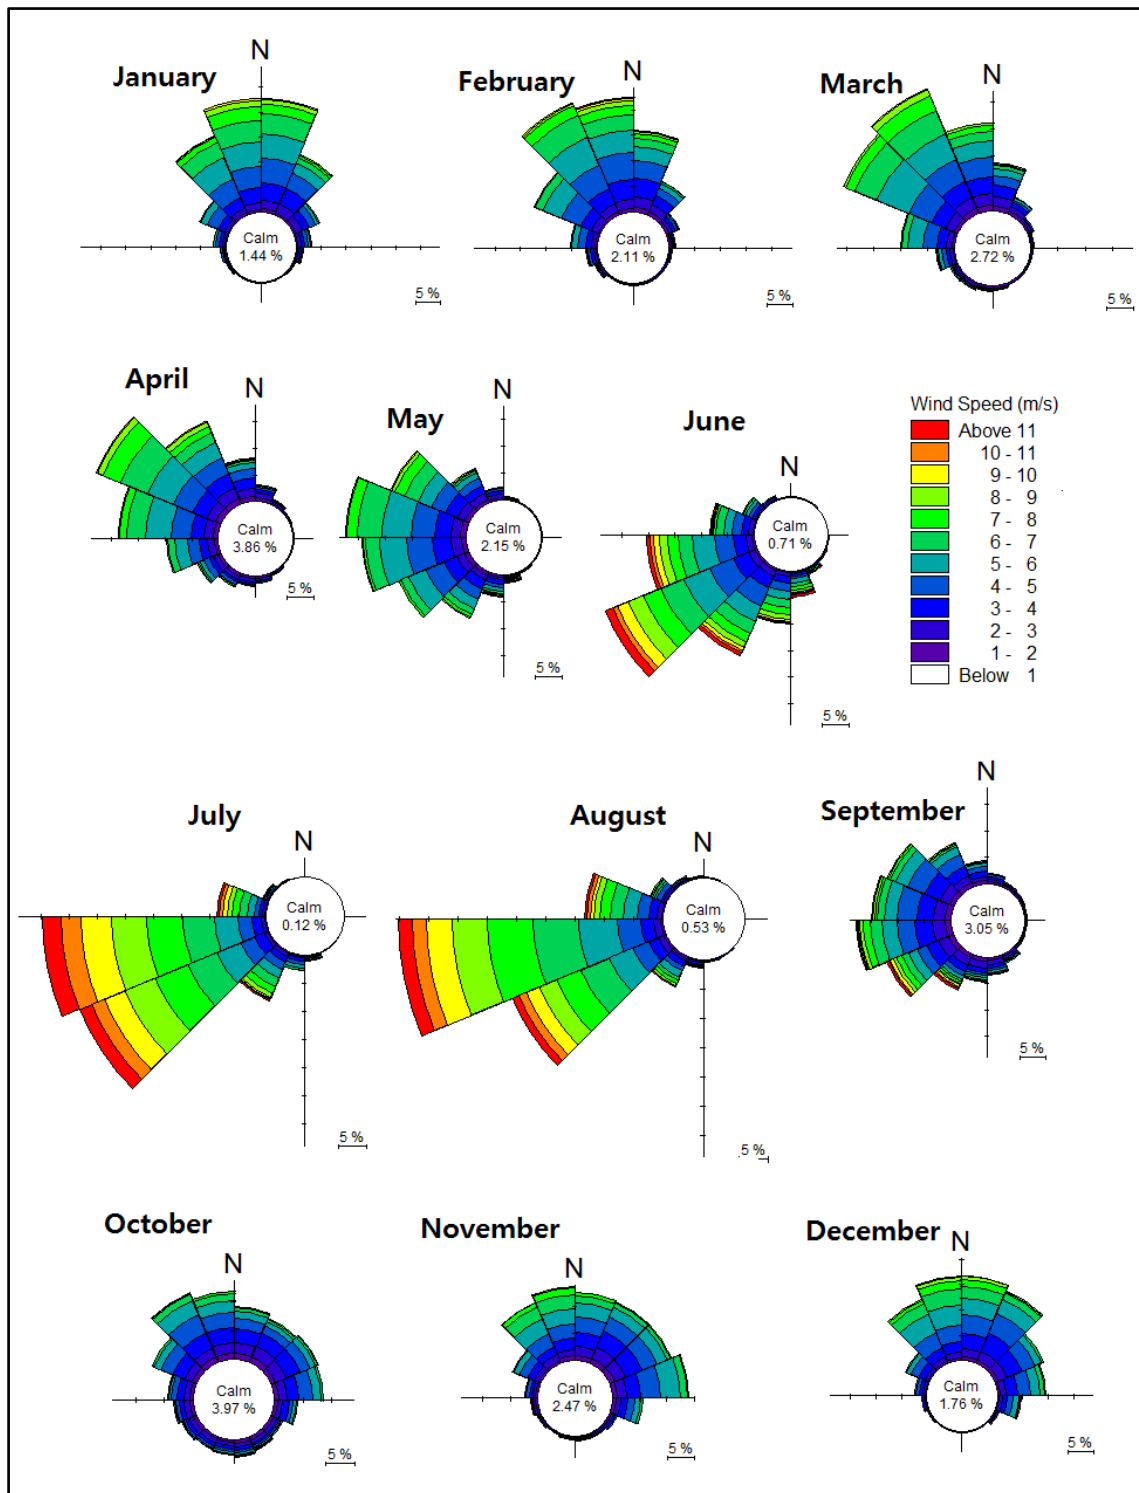 January
N
Calm
1.44 %
5 %
February
N
Calm
2.11 %
5 %
March
N
Calm
2.72 %
5 %
April
N
Calm
3.86 %
5 %
May
N
Calm
2.15 %
5 %
June
N
Calm
0.71 %
5 %
Wind Speed (m/s)
Above 11
10 - 11
9 - 10
8 - 9
7 - 8
6 - 7
5 - 6
4 - 5
3 - 4
2 - 3
1 - 2
Below 1
July
N
Calm
0.12 %
5 %
August
N
Calm
0.53 %
5 %
September
N
Calm
3.05 %
5 %
October
N
Calm
3.97 %
5 %
November
N
Calm
2.47 %
5 %
December
N
Calm
1.76 %
5 %